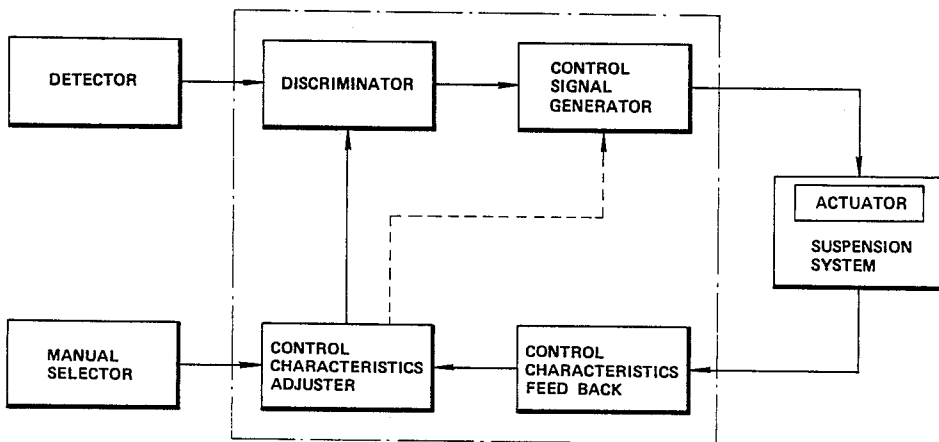 DETECTOR
DISCRIMINATOR
CONTROL
SIGNAL
GENERATOR
ACTUATOR
SUSPENSION
SYSTEM
MANUAL
SELECTOR
CONTROL
CHARACTERISTICS
ADJUSTER
CONTROL
CHARACTERISTICS
FEED BACK